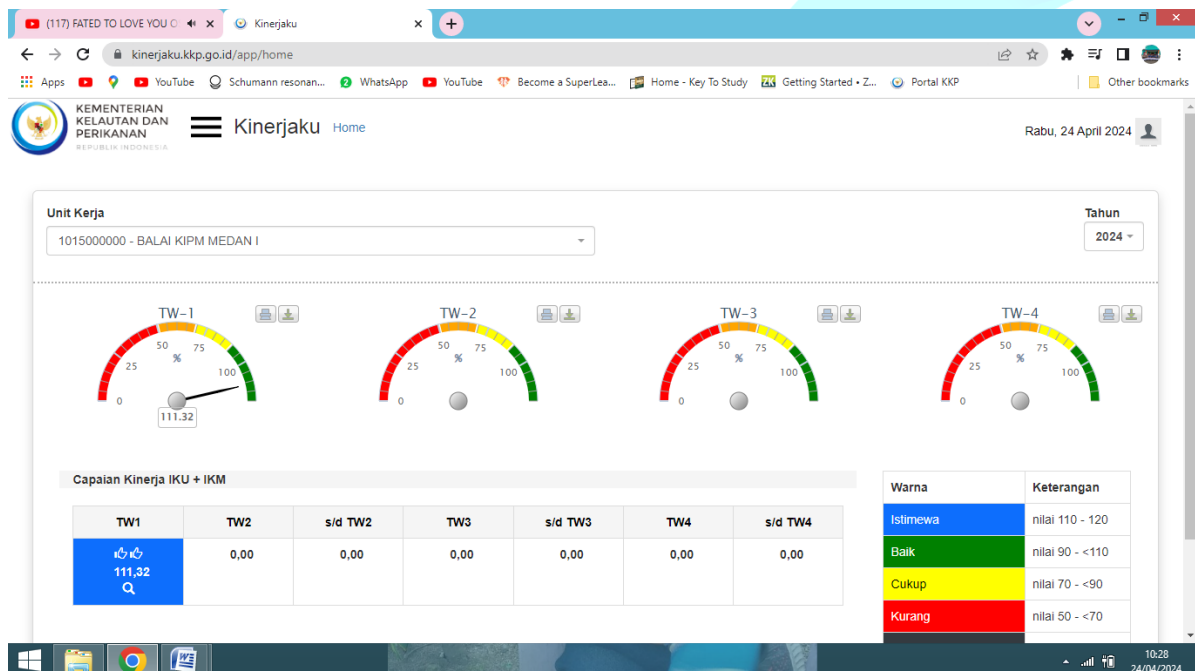 (117) FATED TO LOVE YOU O
Kinerjaku
kinerjaku.kkp.go.id/app/home
Apps
YouTube
Schumann resonan...
WhatsApp
YouTube
Become a SuperLea...
Home - Key To Study
Getting Started • Z...
Portal KKP
Other bookmarks
KEMENTERIAN
KELAUTAN DAN
PERIKANAN
REPUBLIK INDONESIA
Kinerjaku Home
Rabu, 24 April 2024
Unit Kerja
Tahun
1015000000 - BALAI KIPM MEDAN I
2024
TW-1
0 25 50 75 100
%
111.32
TW-2
0 25 50 75 100
%
TW-3
0 25 50 75 100
%
TW-4
0 25 50 75 100
%
Capaian Kinerja IKU + IKM
TW1 TW2 s/d TW2 TW3 s/d TW3 TW4 s/d TW4
111,32 0,00 0,00 0,00 0,00 0,00 0,00
Warna Keterangan
Istimewa nilai 110 - 120
Baik nilai 90 - <110
Cukup nilai 70 - <90
Kurang nilai 50 - <70
10:28
24/04/2024